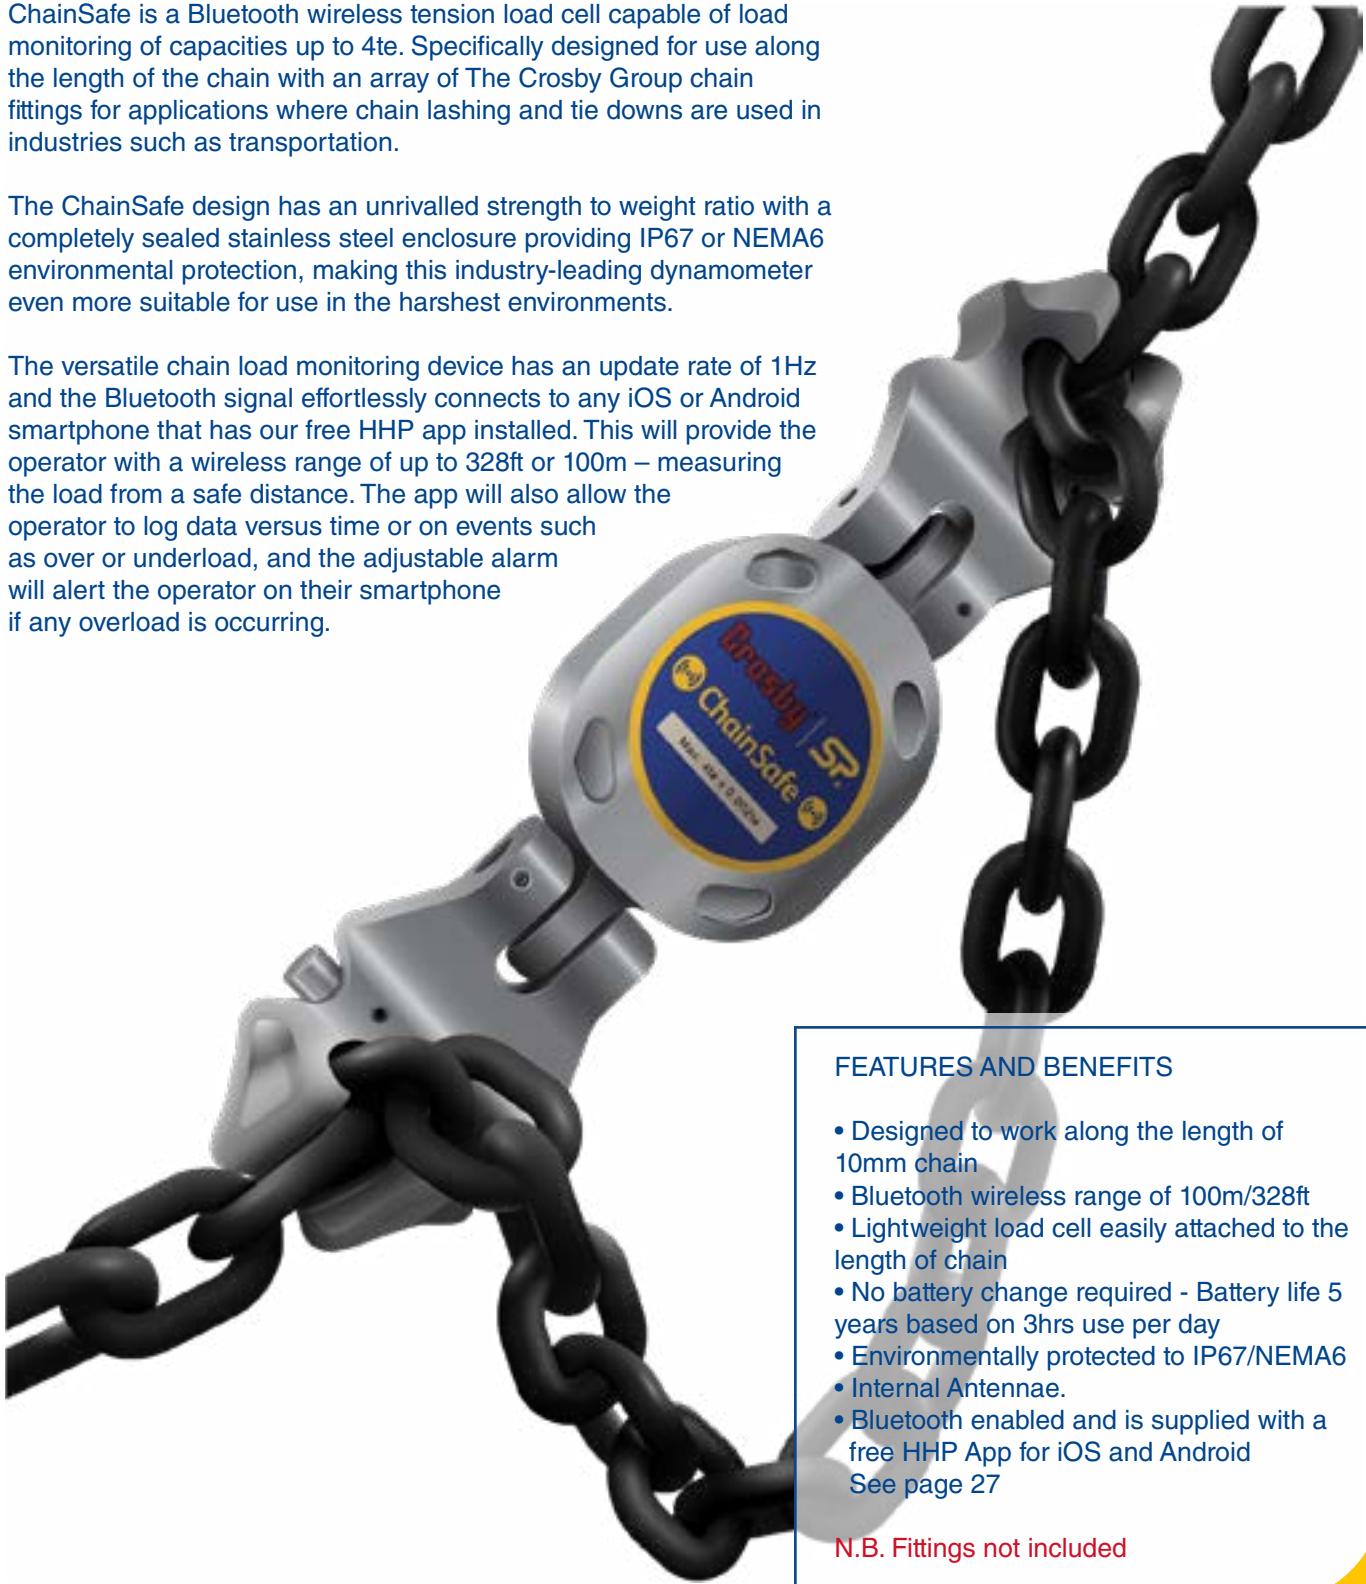 ChainSafe is a Bluetooth wireless tension load cell capable of load
monitoring of capacities up to 4te. Specifically designed for use along
the length of the chain with an array of The Crosby Group chain
fittings for applications where chain lashing and tie downs are used in
industries such as transportation.
The ChainSafe design has an unrivalled strength to weight ratio with a
completely sealed stainless steel enclosure providing IP67 or NEMA6
environmental protection, making this industry-leading dynamometer
even more suitable for use in the harshest environments.
The versatile chain load monitoring device has an update rate of 1Hz
and the Bluetooth signal effortlessly connects to any iOS or Android
smartphone that has our free HHP app installed. This will provide the
operator with a wireless range of up to 328ft or 100m – measuring
the load from a safe distance. The app will also allow the
operator to log data versus time or on events such
as over or underload, and the adjustable alarm
will alert the operator on their smartphone
if any overload is occurring.
Crosby | SP.
ChainSafe
Max. 4te x 0.002te
FEATURES AND BENEFITS
• Designed to work along the length of
10mm chain
• Bluetooth wireless range of 100m/328ft
• Lightweight load cell easily attached to the
length of chain
• No battery change required - Battery life 5
years based on 3hrs use per day
• Environmentally protected to IP67/NEMA6
• Internal Antennae.
• Bluetooth enabled and is supplied with a
free HHP App for iOS and Android
See page 27
N.B. Fittings not included